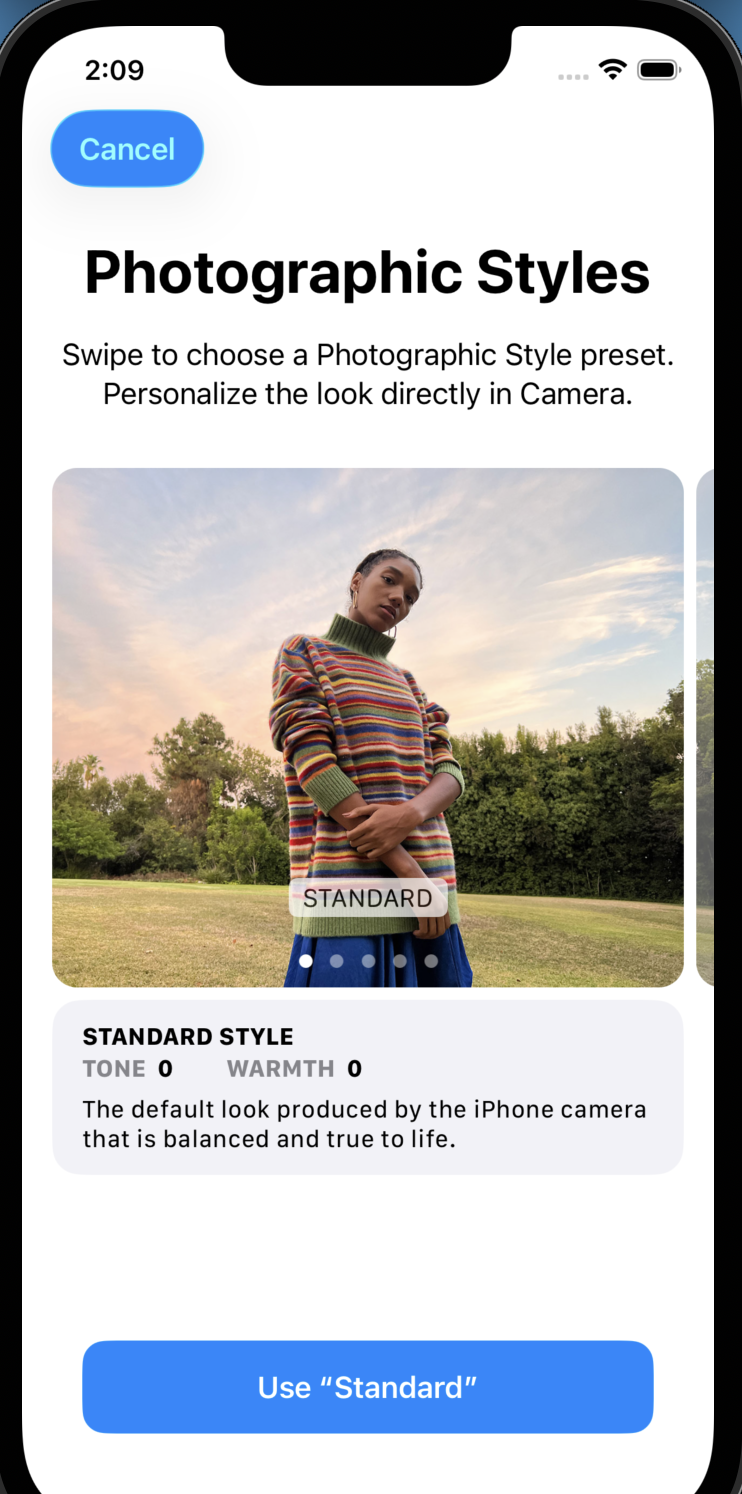 2:09
Cancel
Photographic Styles
Swipe to choose a Photographic Style preset.
Personalize the look directly in Camera.
STANDARD
STANDARD STYLE
TONE 0 WARMTH 0
The default look produced by the iPhone camera
that is balanced and true to life.
Use “Standard”